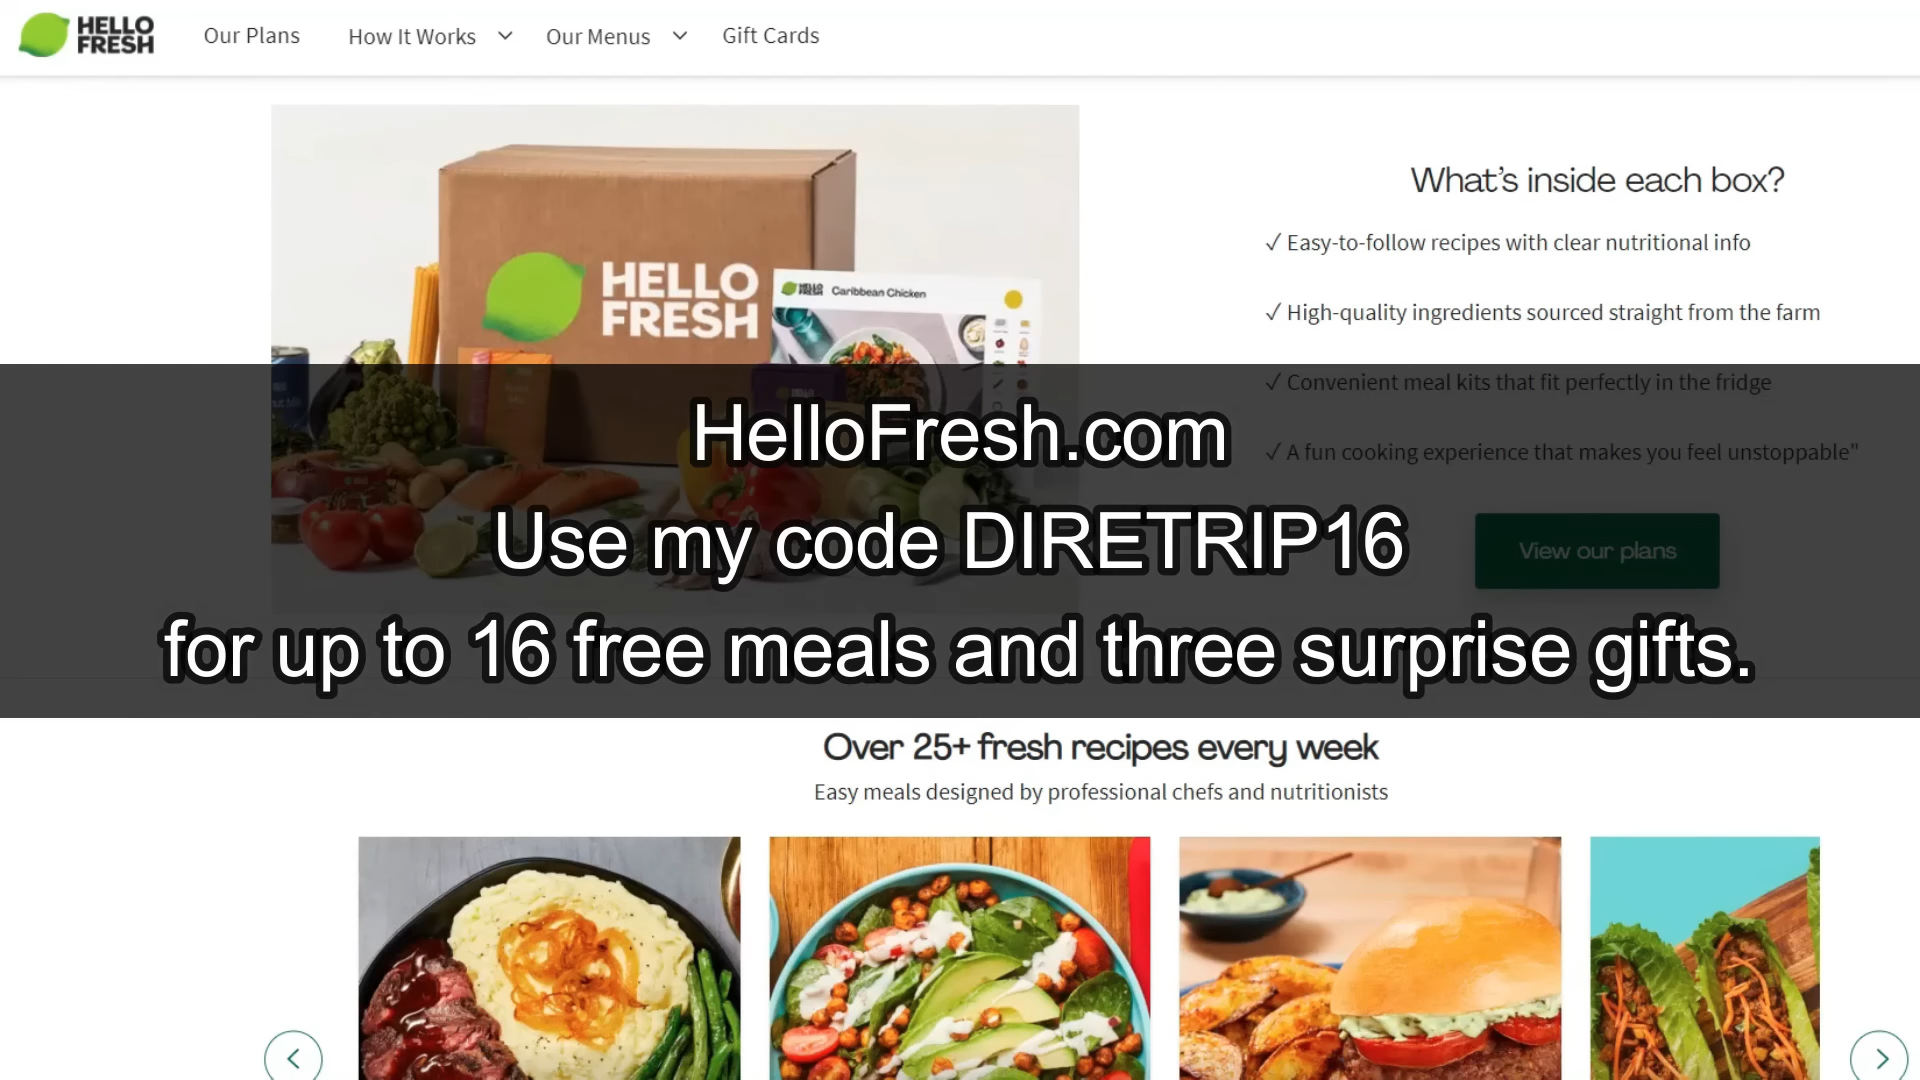 HELLO
FRESH
Our Plans
How It Works
Our Menus
Gift Cards
HELLO
FRESH
HELLO
FRESH
Caribbean Chicken
What's inside each box?
✓ Easy-to-follow recipes with clear nutritional info
✓ High-quality ingredients sourced straight from the farm
✓ Convenient meal kits that fit perfectly in the fridge
✓ A fun cooking experience that makes you feel unstoppable"
View our plans
HelloFresh.com
Use my code DIRETRIP16
for up to 16 free meals and three surprise gifts.
Over 25+ fresh recipes every week
Easy meals designed by professional chefs and nutritionists